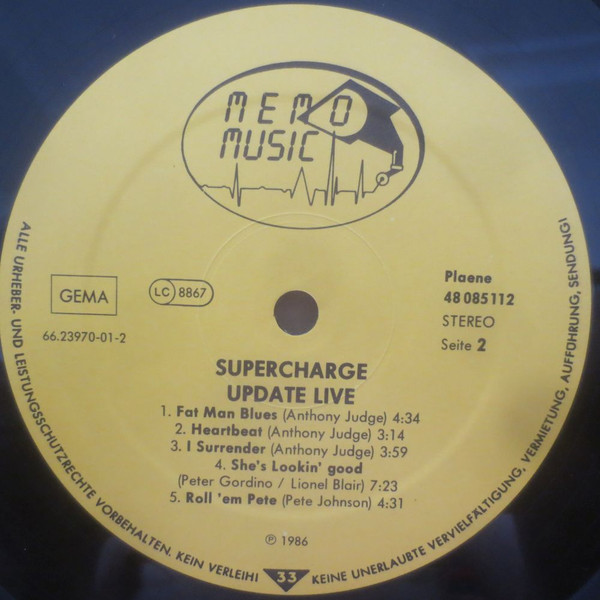 MEMO
MUSIC
GEMA
LC 8867
66.23970-01-2
Plaene
48 085 112
STEREO
Seite 2
SUPERCHARGE
UPDATE LIVE
1. Fat Man Blues (Anthony Judge) 4:34
2. Heartbeat (Anthony Judge) 3:14
3. I Surrender (Anthony Judge) 3:59
4. She's Lookin' good
(Peter Gordino / Lionel Blair) 7:23
5. Roll 'em Pete (Pete Johnson) 4:31
℗ 1986
ALLE URHEBER- UND LEISTUNGSSCHUTZRECHTE VORBEHALTEN. KEIN VERLEIH! 33 KEINE UNERLAUBTE VERVIELFÄLTIGUNG, VERMIETUNG, AUFFÜHRUNG, SENDUNG!